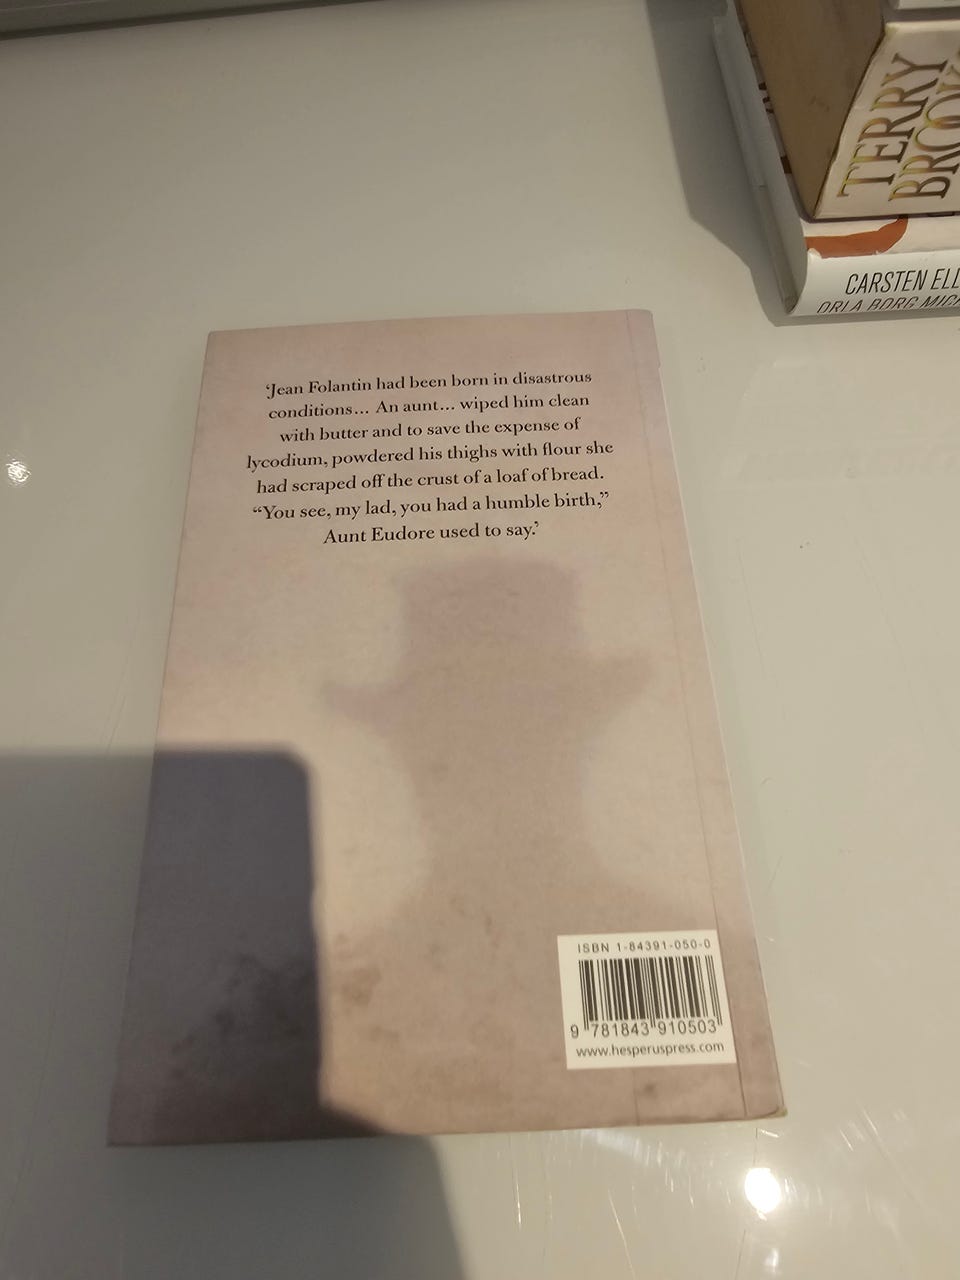 TERRY
BROOK
CARSTEN ELL
ORLA BORG MICH
'Jean Folantin had been born in disastrous
conditions... An aunt... wiped him clean
with butter and to save the expense of
lycodium, powdered his thighs with flour she
had scraped off the crust of a loaf of bread.
“You see, my lad, you had a humble birth,”
Aunt Eudore used to say.'
ISBN 1-84391-050-0
9 781843 910503
www.hesperuspress.com